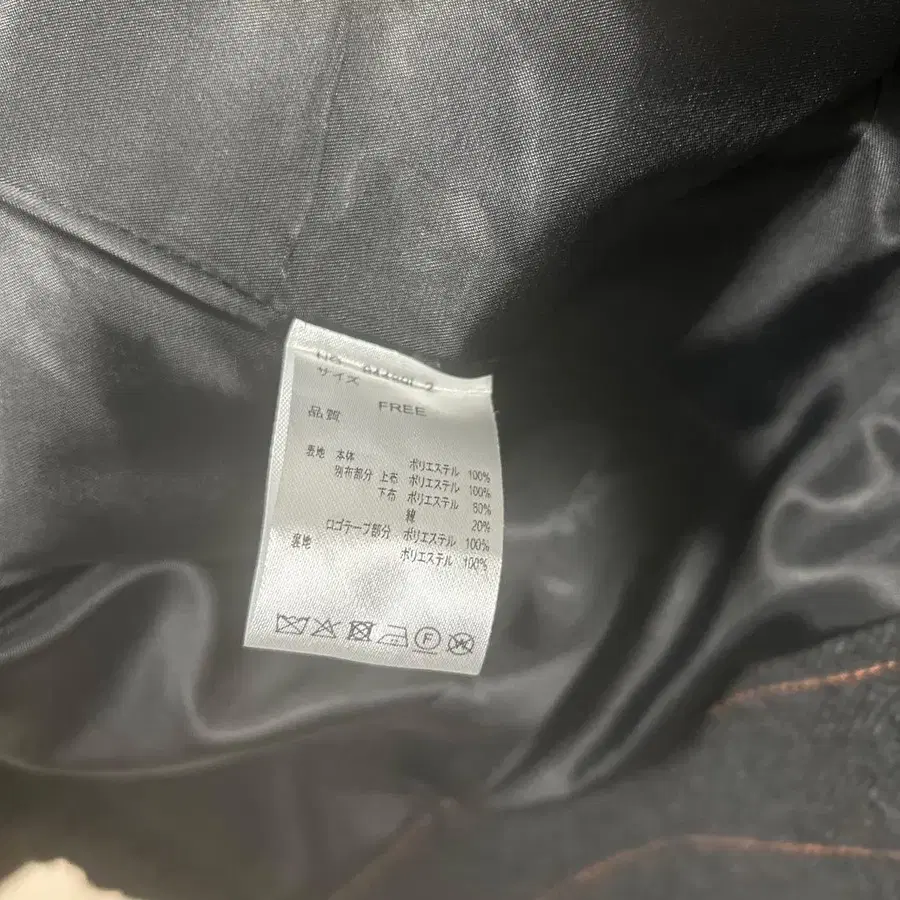 サイズ
FREE
品質
表地 本体 ポリエステル 100%
別布部分 上布 ポリエステル 100%
下布 ポリエステル 80%
綿 20%
ロゴテープ部分 ポリエステル 100%
裏地 ポリエステル 100%
F W